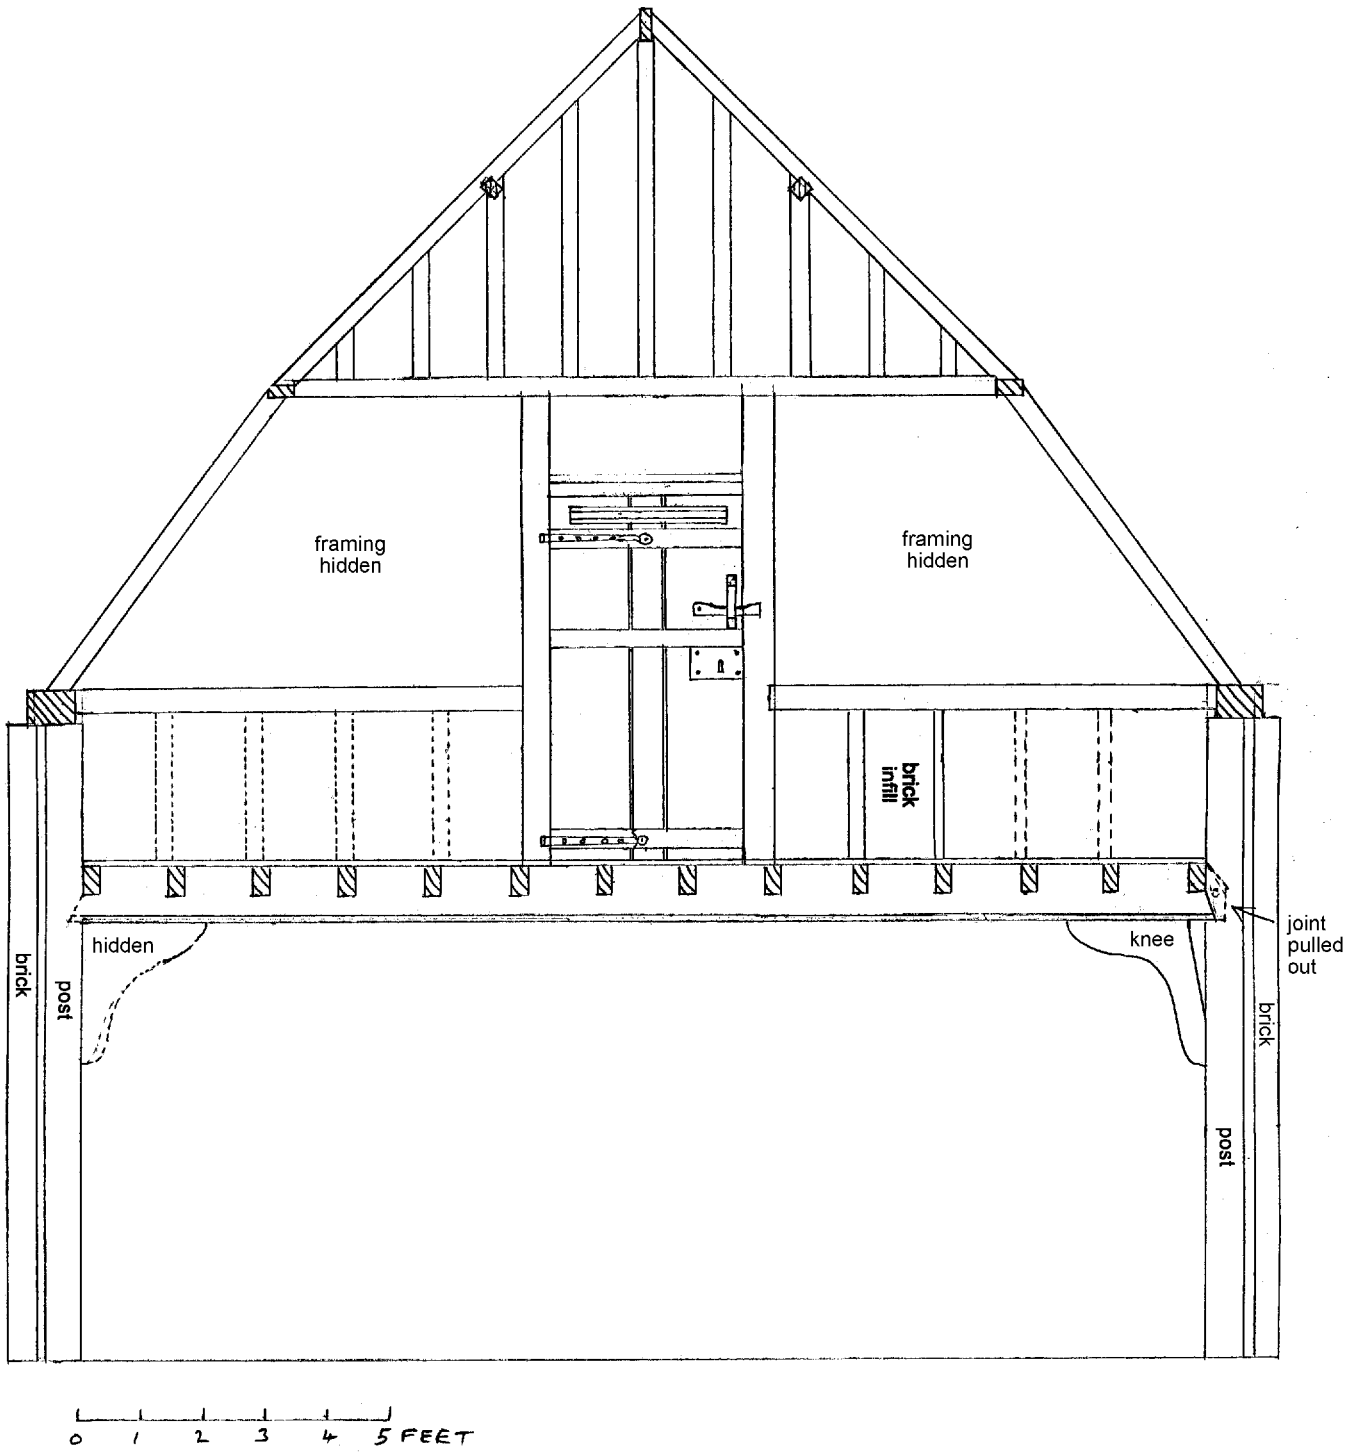 framing
hidden
framing
hidden
brick
infill
hidden
knee
joint
pulled
out
brick
post
brick
post
0 1 2 3 4 5 FEET